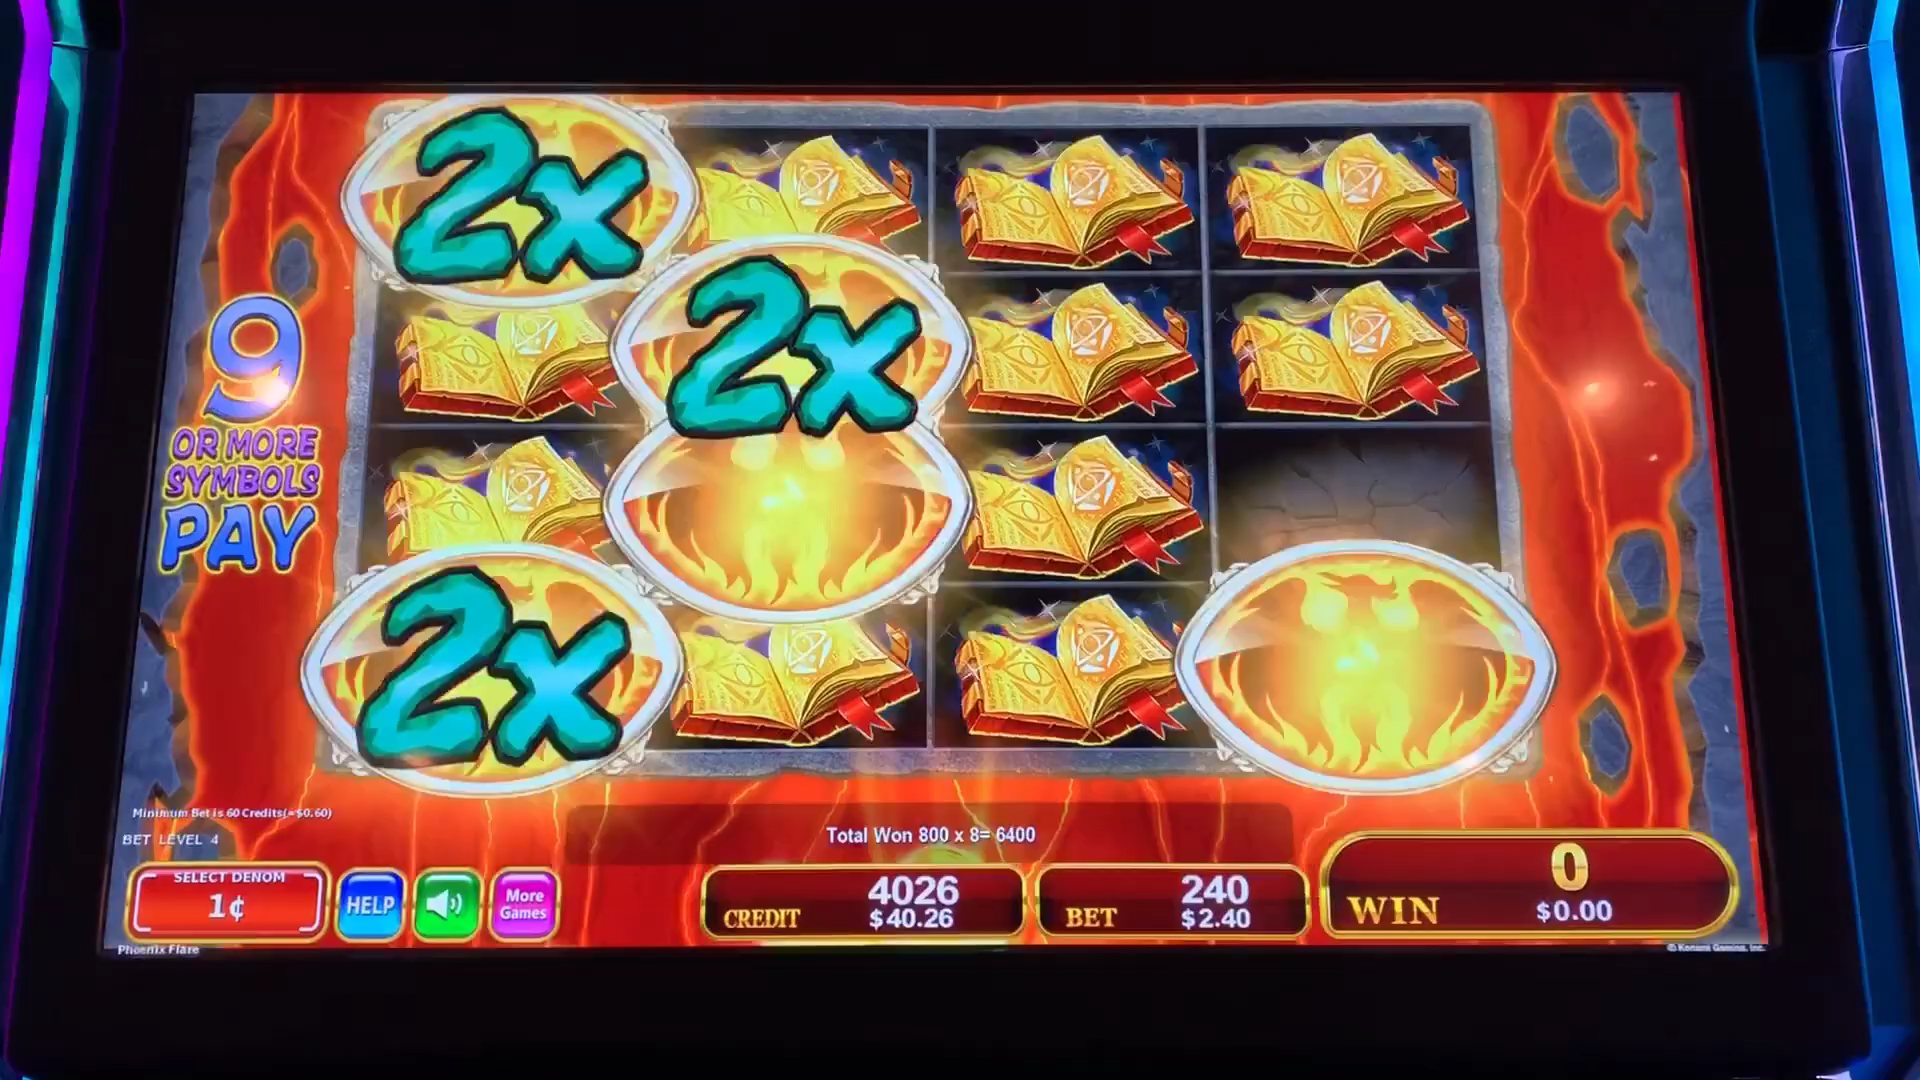 2x
2x
2x
9
OR MORE
SYMBOLS
PAY
Minimum Bet is 60 Credits(=$0.60)
BET LEVEL 4
Total Won 800 x 8= 6400
SELECT DENOM
1¢
HELP
More
Games
CREDIT
4026
$40.26
BET
240
$2.40
WIN
0
$0.00
Phoenix Flare
© Konami Gaming, Inc.